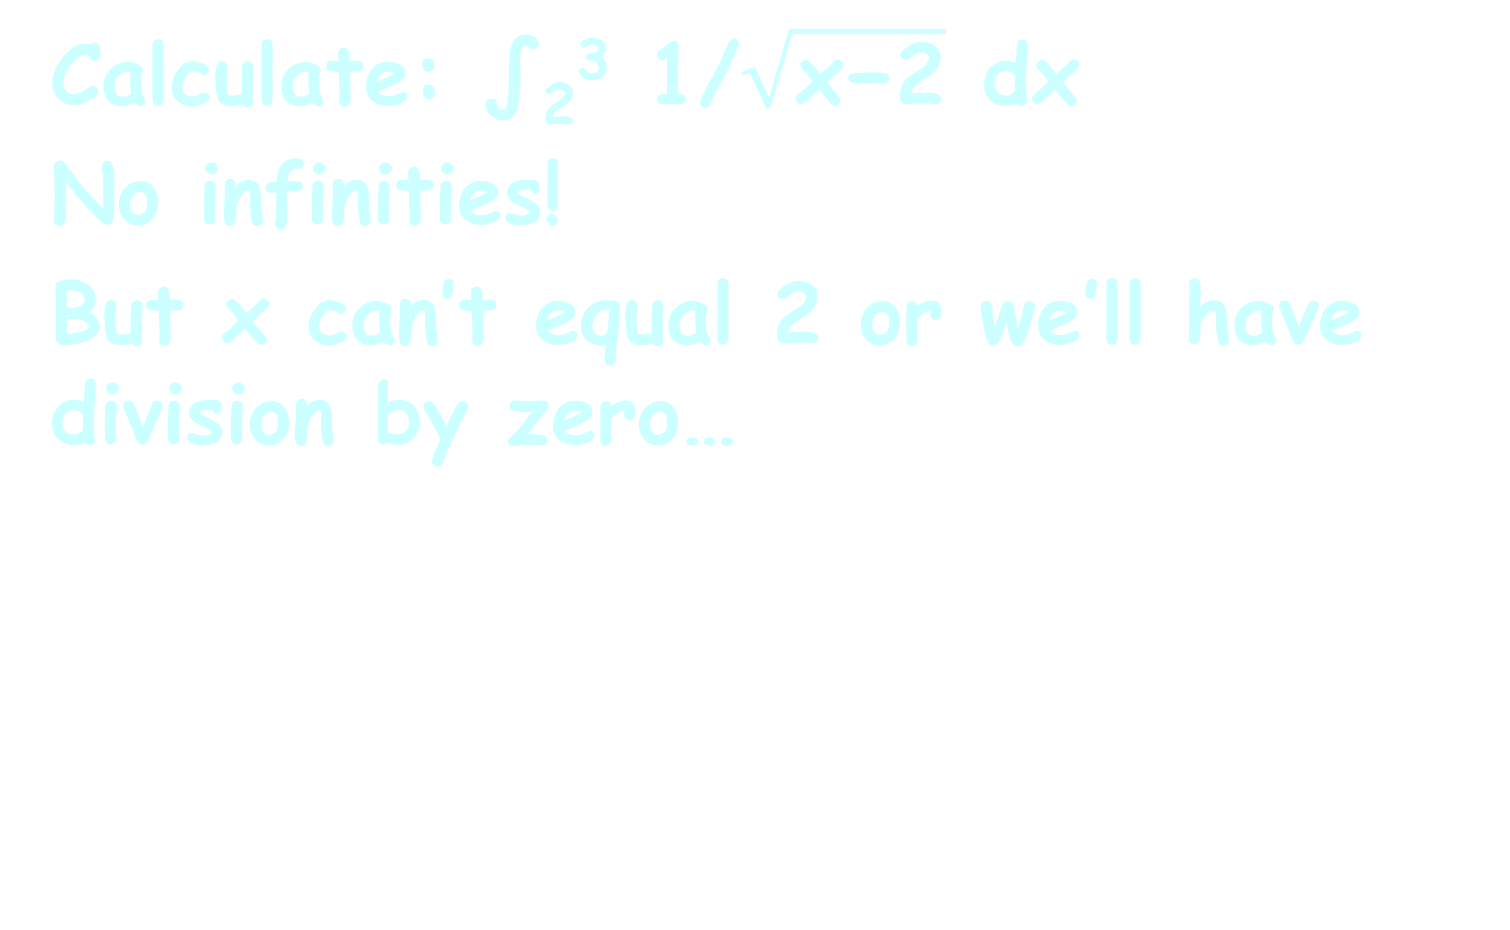 Calculate: ∫₂³ 1/√x−2 dx
No infinities!
But x can’t equal 2 or we’ll have
division by zero…